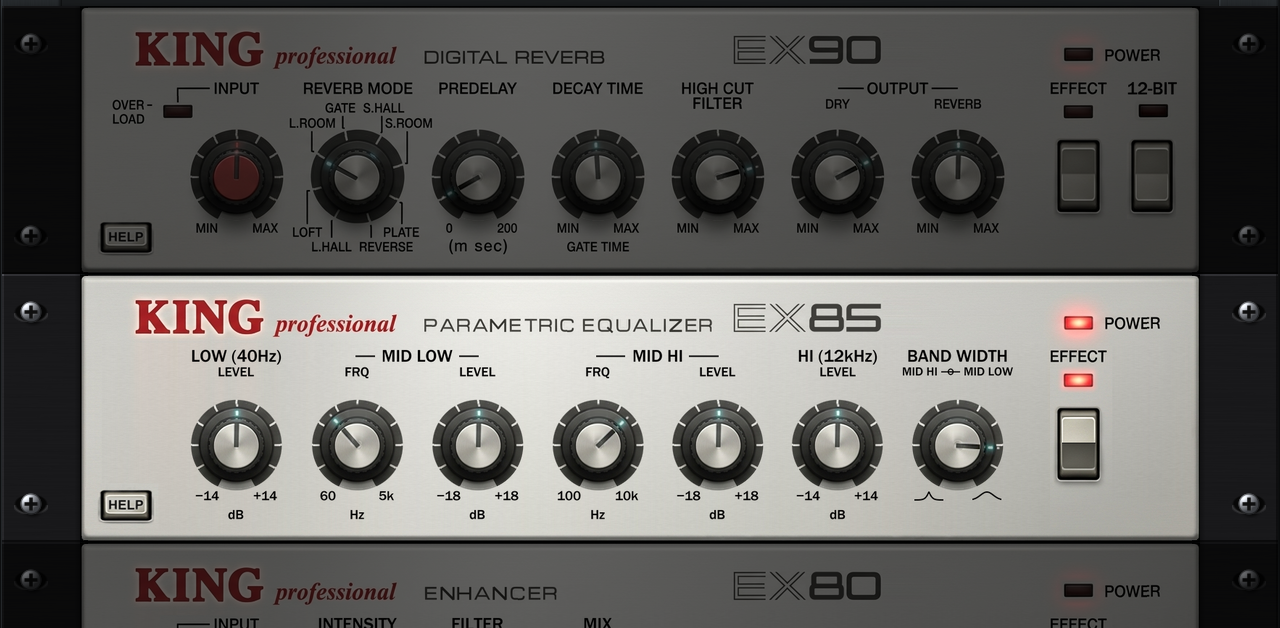 KING professional DIGITAL REVERB EX90 POWER
OVER-LOAD INPUT REVERB MODE PREDELAY DECAY TIME HIGH CUT FILTER OUTPUT EFFECT 12-BIT
GATE S.HALL DRY REVERB
L.ROOM S.ROOM
MIN MAX LOFT PLATE 0 200 MIN MAX MIN MAX MIN MAX MIN MAX
HELP L.HALL REVERSE (m sec) GATE TIME
KING professional PARAMETRIC EQUALIZER EX85 POWER
LOW (40Hz) MID LOW MID HI HI (12kHz) BAND WIDTH EFFECT
LEVEL FRQ LEVEL FRQ LEVEL LEVEL MID HI MID LOW
-14 +14 60 5k -18 +18 100 10k -18 +18 -14 +14
HELP dB Hz dB Hz dB dB
KING professional ENHANCER EX80 POWER
INPUT INTENSITY FILTER MIX EFFECT